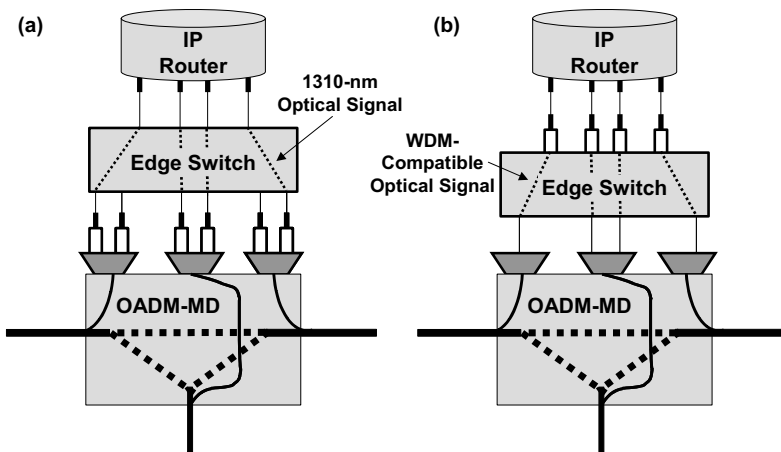 (a)
IP
Router
1310-nm
Optical Signal
Edge Switch
OADM-MD
(b)
IP
Router
WDM-
Compatible
Optical Signal
Edge Switch
OADM-MD